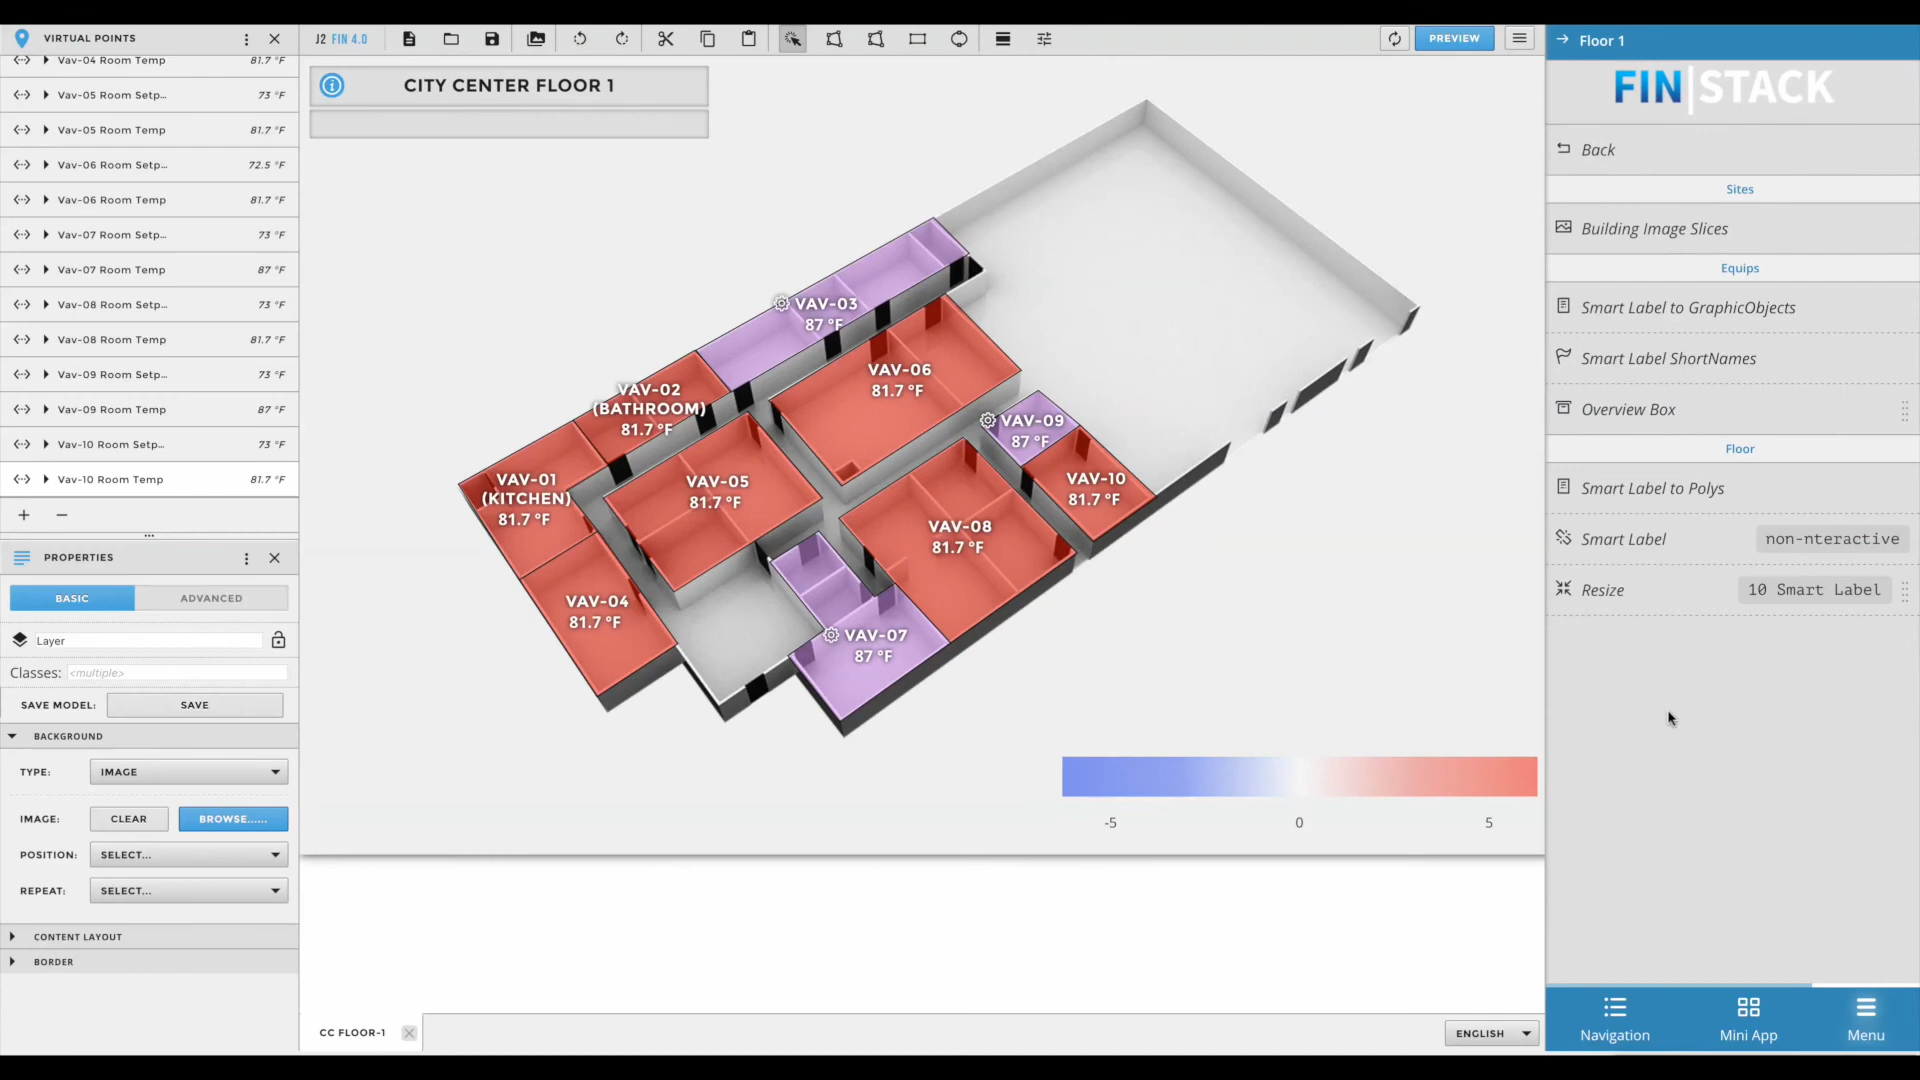 VIRTUAL POINTS
Vav-04 Room Temp 81.7 °F
Vav-05 Room Setp... 73 °F
Vav-05 Room Temp 81.7 °F
Vav-06 Room Setp... 72.5 °F
Vav-06 Room Temp 81.7 °F
Vav-07 Room Setp... 73 °F
Vav-07 Room Temp 87 °F
Vav-08 Room Setp... 73 °F
Vav-08 Room Temp 81.7 °F
Vav-09 Room Setp... 73 °F
Vav-09 Room Temp 87 °F
Vav-10 Room Setp... 73 °F
Vav-10 Room Temp 81.7 °F
PROPERTIES
BASIC ADVANCED
Layer
Classes: <multiple>
SAVE MODEL: SAVE
BACKGROUND
TYPE: IMAGE
IMAGE: CLEAR BROWSE......
POSITION: SELECT...
REPEAT: SELECT...
CONTENT LAYOUT
BORDER
J2 FIN 4.0
PREVIEW
CITY CENTER FLOOR 1
VAV-03
87 °F
VAV-06
81.7 °F
VAV-02
(BATHROOM)
81.7 °F
VAV-09
87 °F
VAV-01
(KITCHEN)
81.7 °F
VAV-05
81.7 °F
VAV-10
81.7 °F
VAV-08
81.7 °F
VAV-04
81.7 °F
VAV-07
87 °F
-5 0 5
CC FLOOR-1
ENGLISH
Floor 1
FIN|STACK
Back
Sites
Building Image Slices
Equips
Smart Label to GraphicObjects
Smart Label ShortNames
Overview Box
Floor
Smart Label to Polys
Smart Label non-nteractive
Resize 10 Smart Label
Navigation Mini App Menu